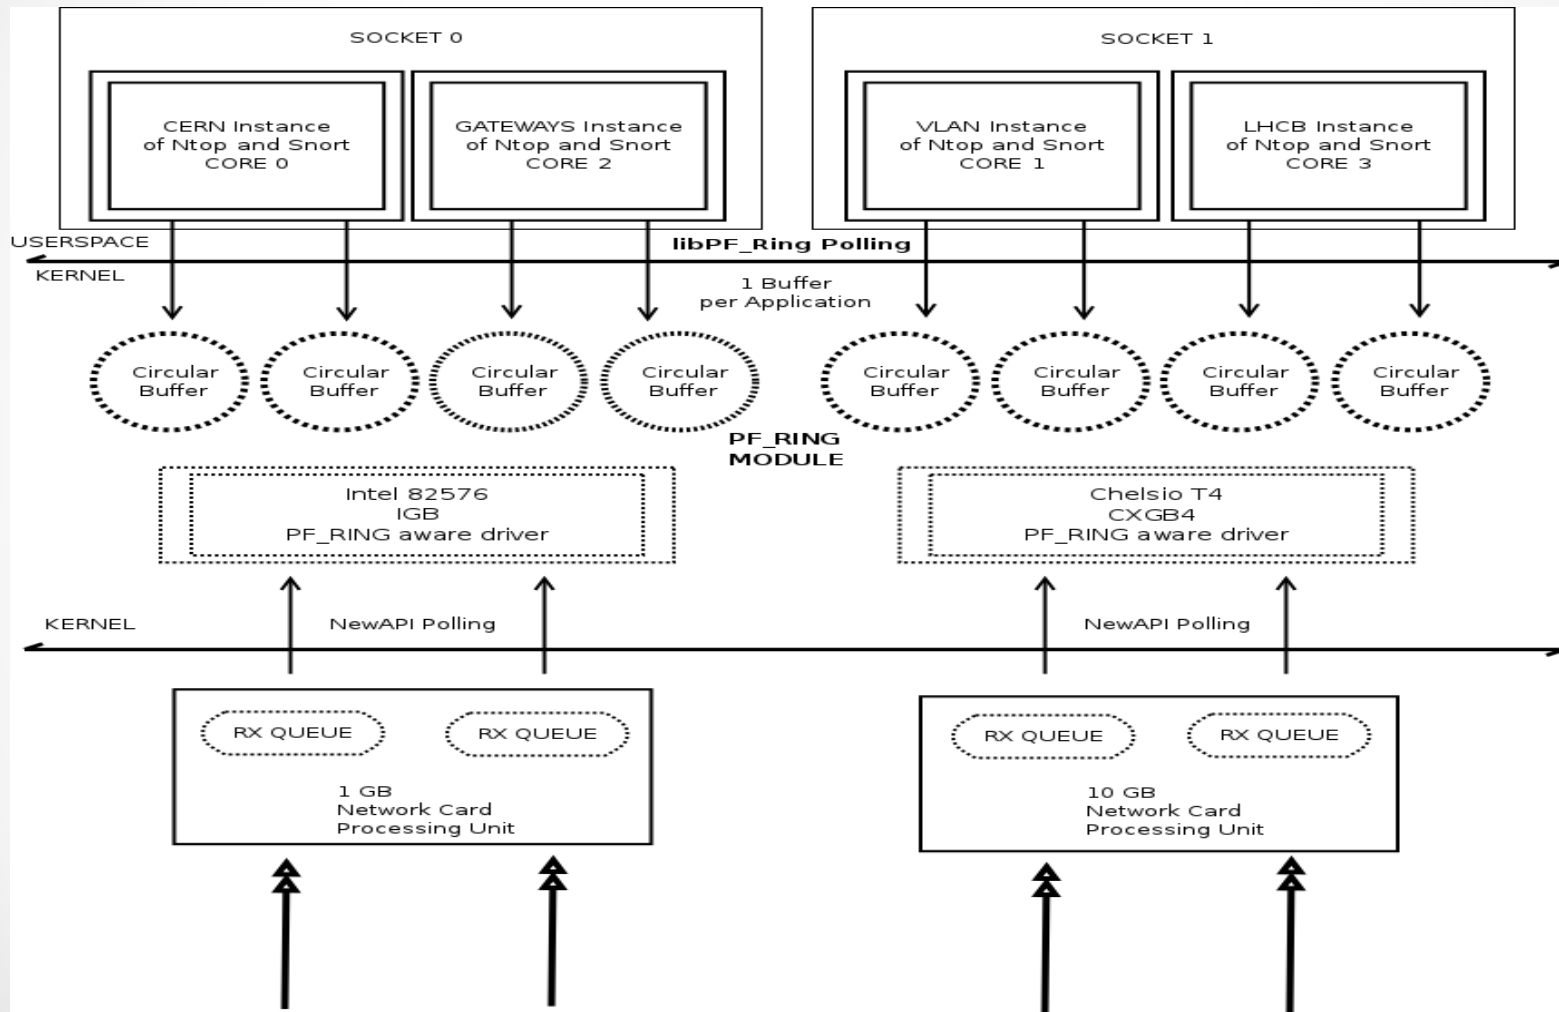 SOCKET 0
SOCKET 1
CERN Instance
of Ntop and Snort
CORE 0
GATEWAYS Instance
of Ntop and Snort
CORE 2
VLAN Instance
of Ntop and Snort
CORE 1
LHCB Instance
of Ntop and Snort
CORE 3
USERSPACE
libPF_Ring Polling
KERNEL
1 Buffer
per Application
Circular
Buffer
Circular
Buffer
Circular
Buffer
Circular
Buffer
Circular
Buffer
Circular
Buffer
Circular
Buffer
Circular
Buffer
PF_RING
MODULE
Intel 82576
IGB
PF_RING aware driver
Chelsio T4
CXGB4
PF_RING aware driver
KERNEL
NewAPI Polling
NewAPI Polling
RX QUEUE
RX QUEUE
1 GB
Network Card
Processing Unit
RX QUEUE
RX QUEUE
10 GB
Network Card
Processing Unit